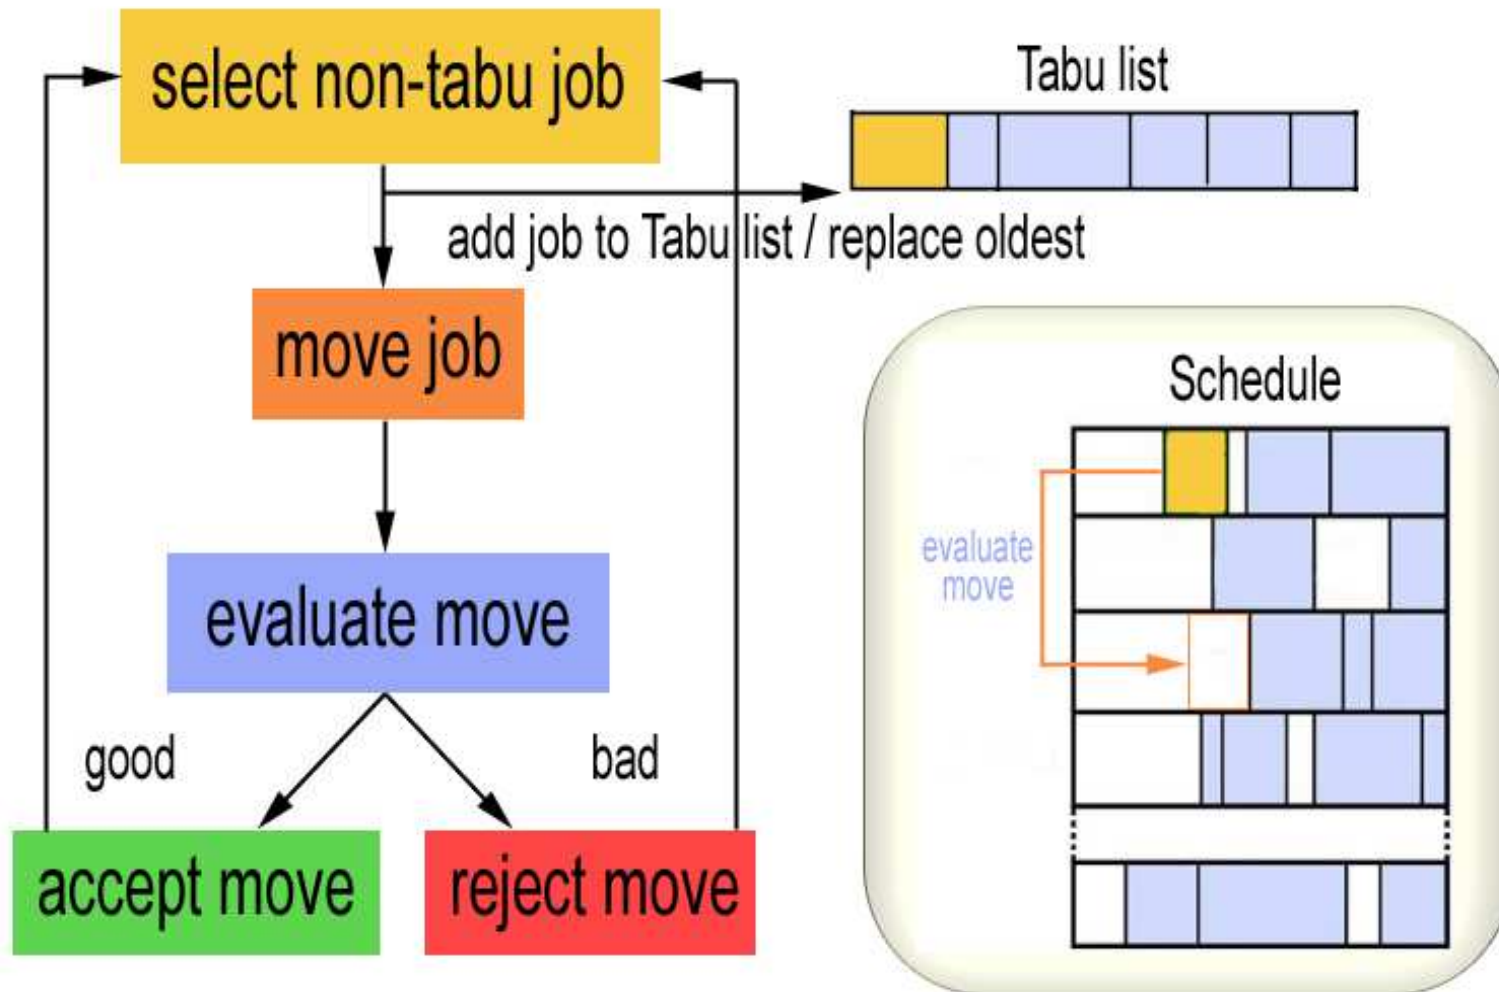 select non-tabu job
Tabu list
add job to Tabu list / replace oldest
move job
Schedule
evaluate
move
evaluate move
good
bad
accept move
reject move